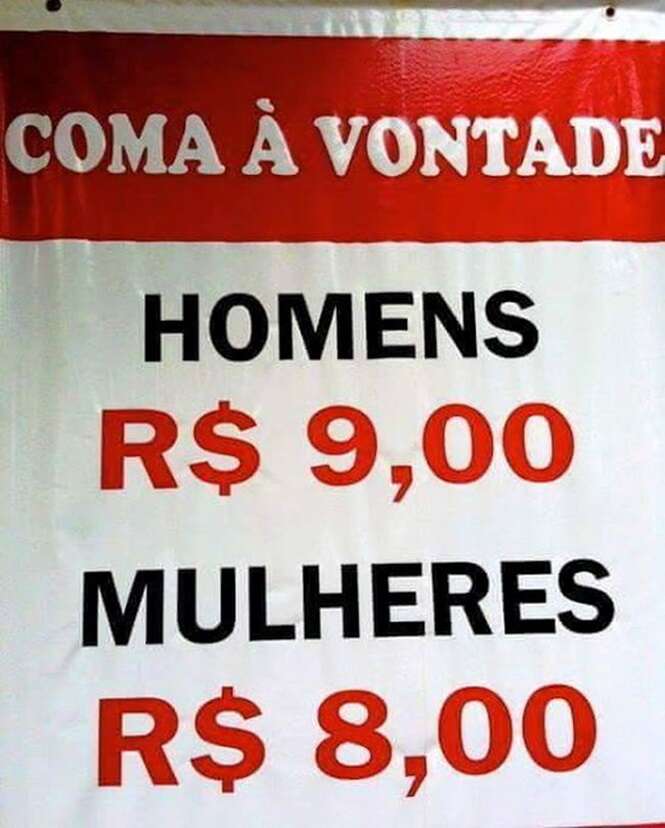 COMA À VONTADE
HOMENS
R$ 9,00
MULHERES
R$ 8,00